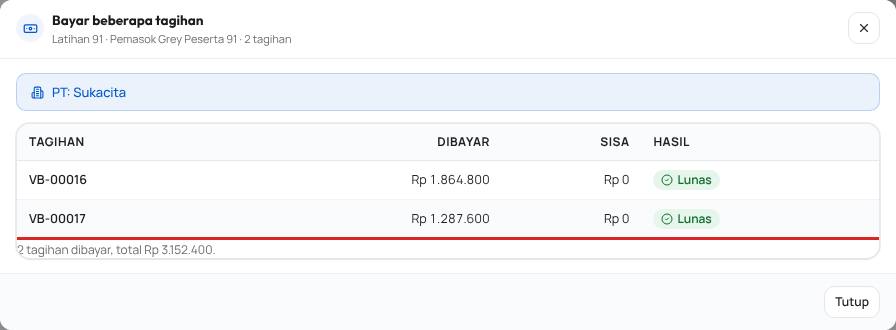 Bayar beberapa tagihan
Latihan 91 · Pemasok Grey Peserta 91 · 2 tagihan
PT: Sukacita
TAGIHAN DIBAYAR SISA HASIL
VB-00016 Rp 1.864.800 Rp 0 Lunas
VB-00017 Rp 1.287.600 Rp 0 Lunas
2 tagihan dibayar, total Rp 3.152.400.
Tutup